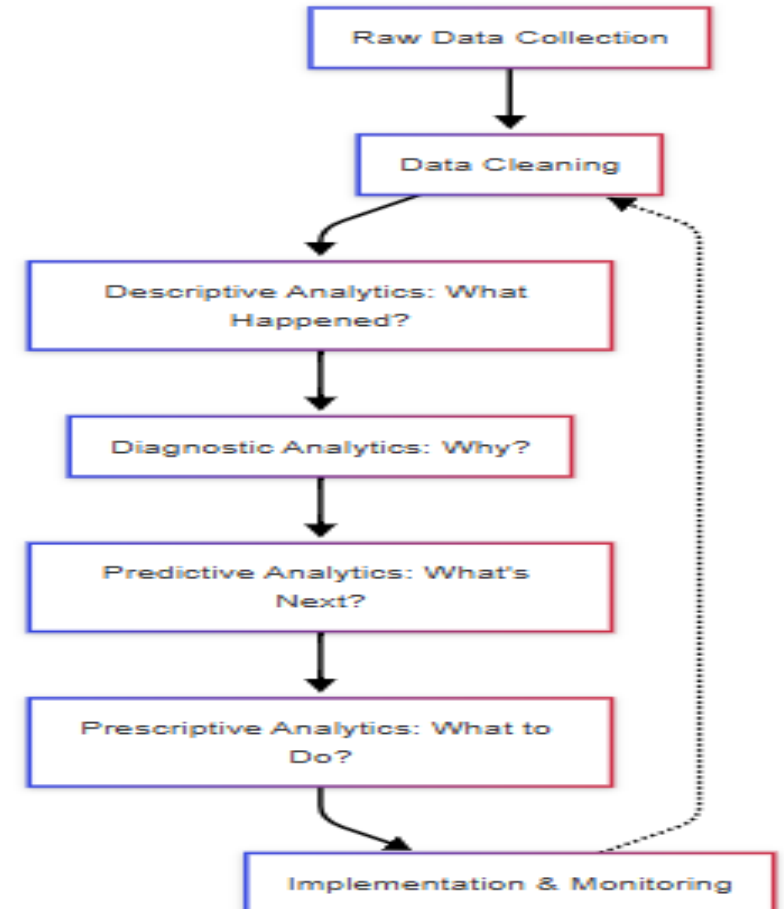 Raw Data Collection
Data Cleaning
Descriptive Analytics: What
Happened?
Diagnostic Analytics: Why?
Predictive Analytics: What's
Next?
Prescriptive Analytics: What to
Do?
Implementation & Monitoring